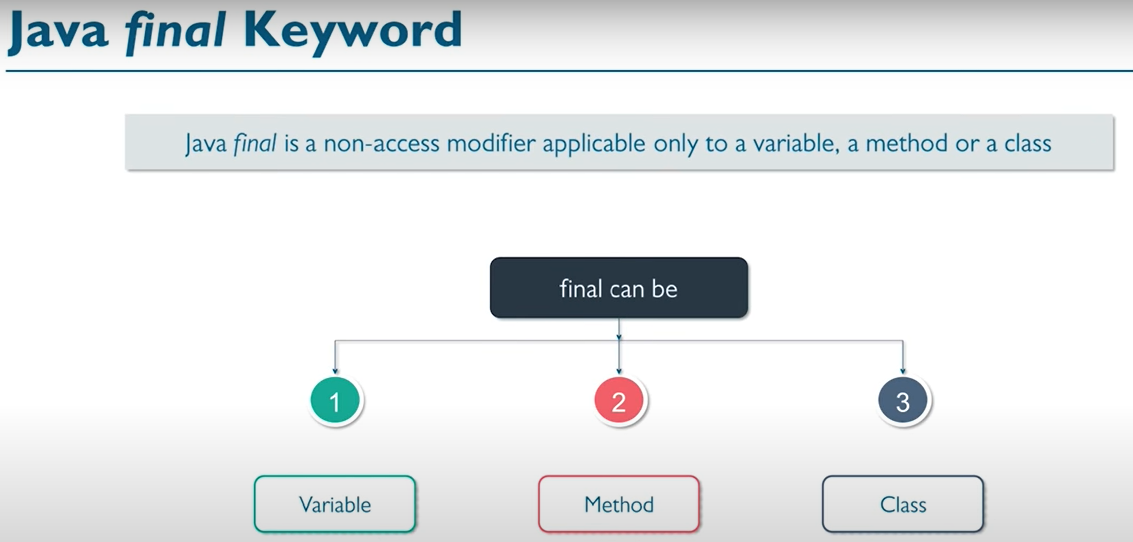 Java final Keyword
Java final is a non-access modifier applicable only to a variable, a method or a class
final can be
1
2
3
Variable
Method
Class